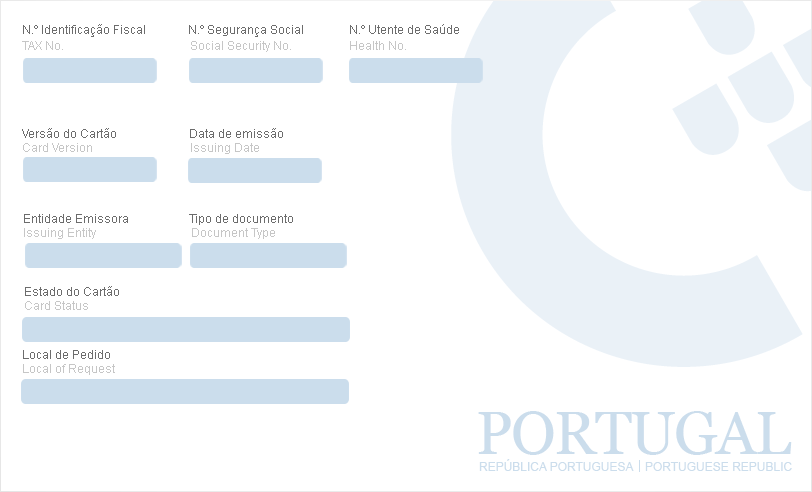 N.º Identificação Fiscal
TAX No.
N.º Segurança Social
Social Security No.
N.º Utente de Saúde
Health No.
Versão do Cartão
Card Version
Data de emissão
Issuing Date
Entidade Emissora
Issuing Entity
Tipo de documento
Document Type
Estado do Cartão
Card Status
Local de Pedido
Local of Request
PORTUGAL
REPÚBLICA PORTUGUESA | PORTUGUESE REPUBLIC